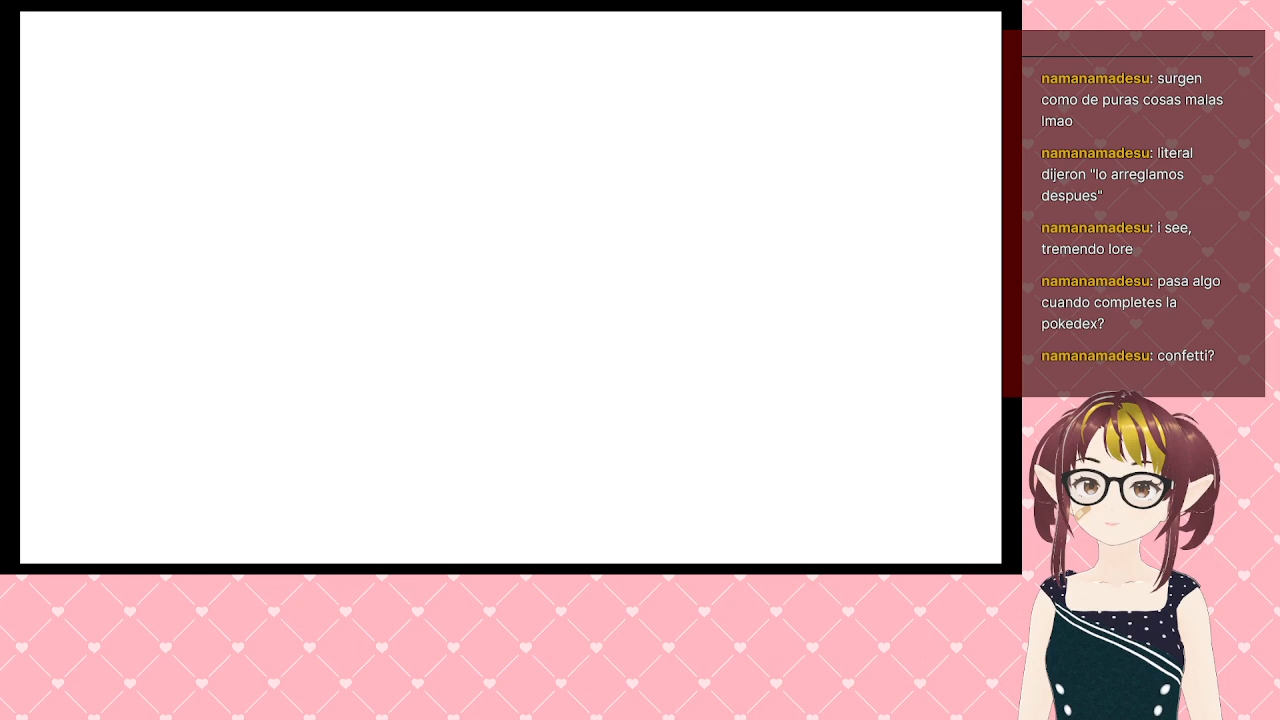 namanamadesu: surgen
como de puras cosas malas
lmao
namanamadesu: literal
dijeron "lo arreglamos
despues"
namanamadesu: i see,
tremendo lore
namanamadesu: pasa algo
cuando completes la
pokedex?
namanamadesu: confetti?